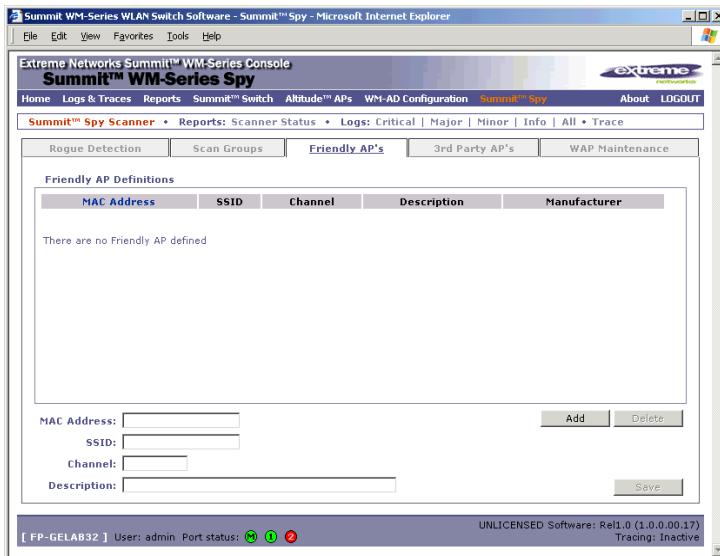 Summit WM-Series WLAN Switch Software - Summit™ Spy - Microsoft Internet Explorer
File Edit View Favorites Tools Help
Extreme Networks Summit™ WM-Series Console
Summit™ WM-Series Spy
extreme
networks
Home Logs & Traces Reports Summit™ Switch Altitude™ APs WM-AD Configuration Summit™ Spy About LOGOUT
Summit™ Spy Scanner • Reports: Scanner Status • Logs: Critical | Major | Minor | Info | All • Trace
Rogue Detection Scan Groups Friendly AP's 3rd Party AP's WAP Maintenance
Friendly AP Definitions
MAC Address SSID Channel Description Manufacturer
There are no Friendly AP defined
MAC Address: Add Delete
SSID:
Channel:
Description: Save
UNLICENSED Software: Rel1.0 (1.0.0.00.17)
[ FP-GELAB32 ] User: admin Port status: M 1 2 Tracing: Inactive